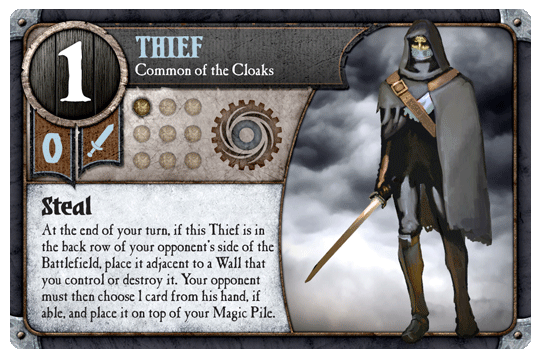 1
THIEF
Common of the Cloaks
0
Steal
At the end of your turn, if this Thief is in
the back row of your opponent's side of the
Battlefield, place it adjacent to a Wall that
you control or destroy it. Your opponent
must then choose 1 card from his hand, if
able, and place it on top of your Magic Pile.